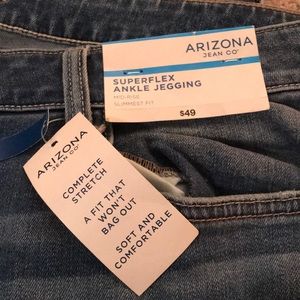 ARIZONA
JEAN CO®
SUPERFLEX
ANKLE JEGGING
MID-RISE
SLIMMEST FIT
$49
ARIZONA
JEAN CO.
COMPLETE
STRETCH
A FIT THAT
WON'T
BAG OUT
SOFT AND
COMFORTABLE